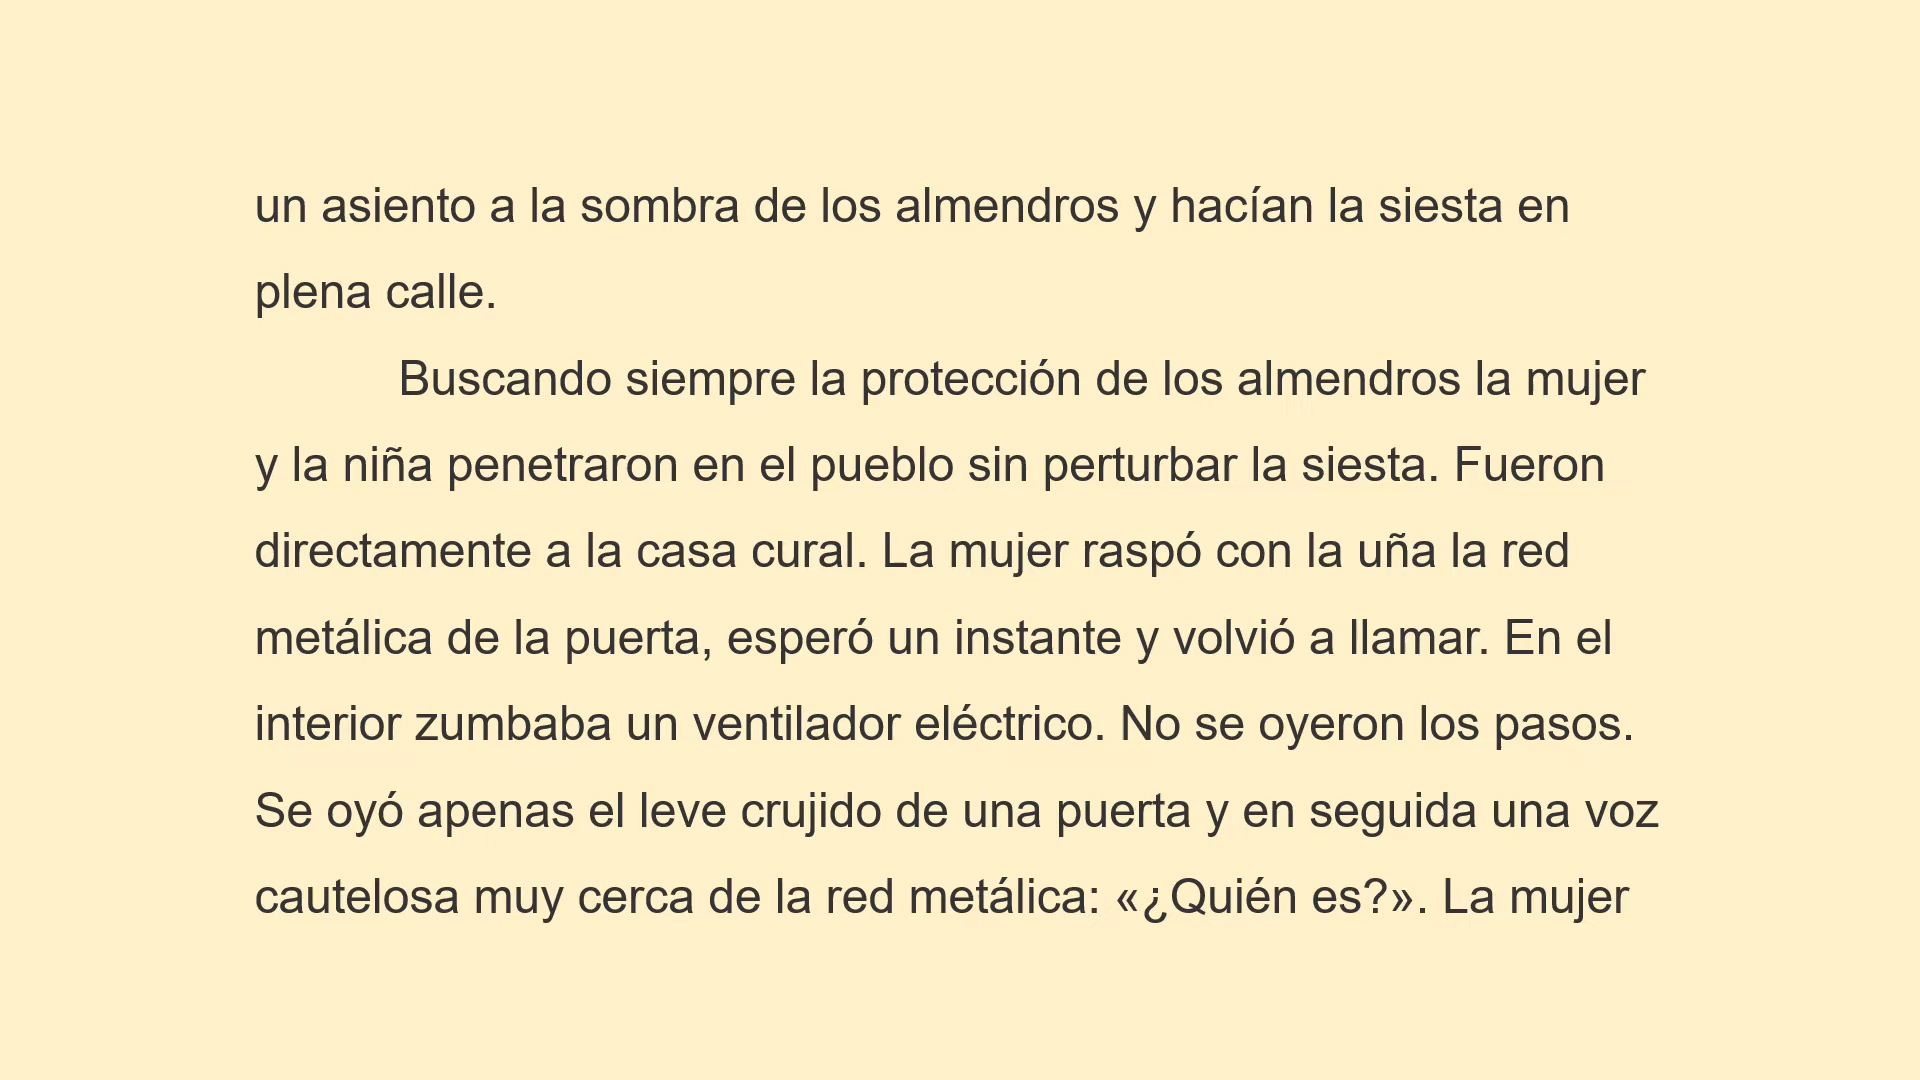 un asiento a la sombra de los almendros y hacían la siesta en
plena calle.
Buscando siempre la protección de los almendros la mujer
y la niña penetraron en el pueblo sin perturbar la siesta. Fueron
directamente a la casa cural. La mujer raspó con la uña la red
metálica de la puerta, esperó un instante y volvió a llamar. En el
interior zumbaba un ventilador eléctrico. No se oyeron los pasos.
Se oyó apenas el leve crujido de una puerta y en seguida una voz
cautelosa muy cerca de la red metálica: «¿Quién es?». La mujer